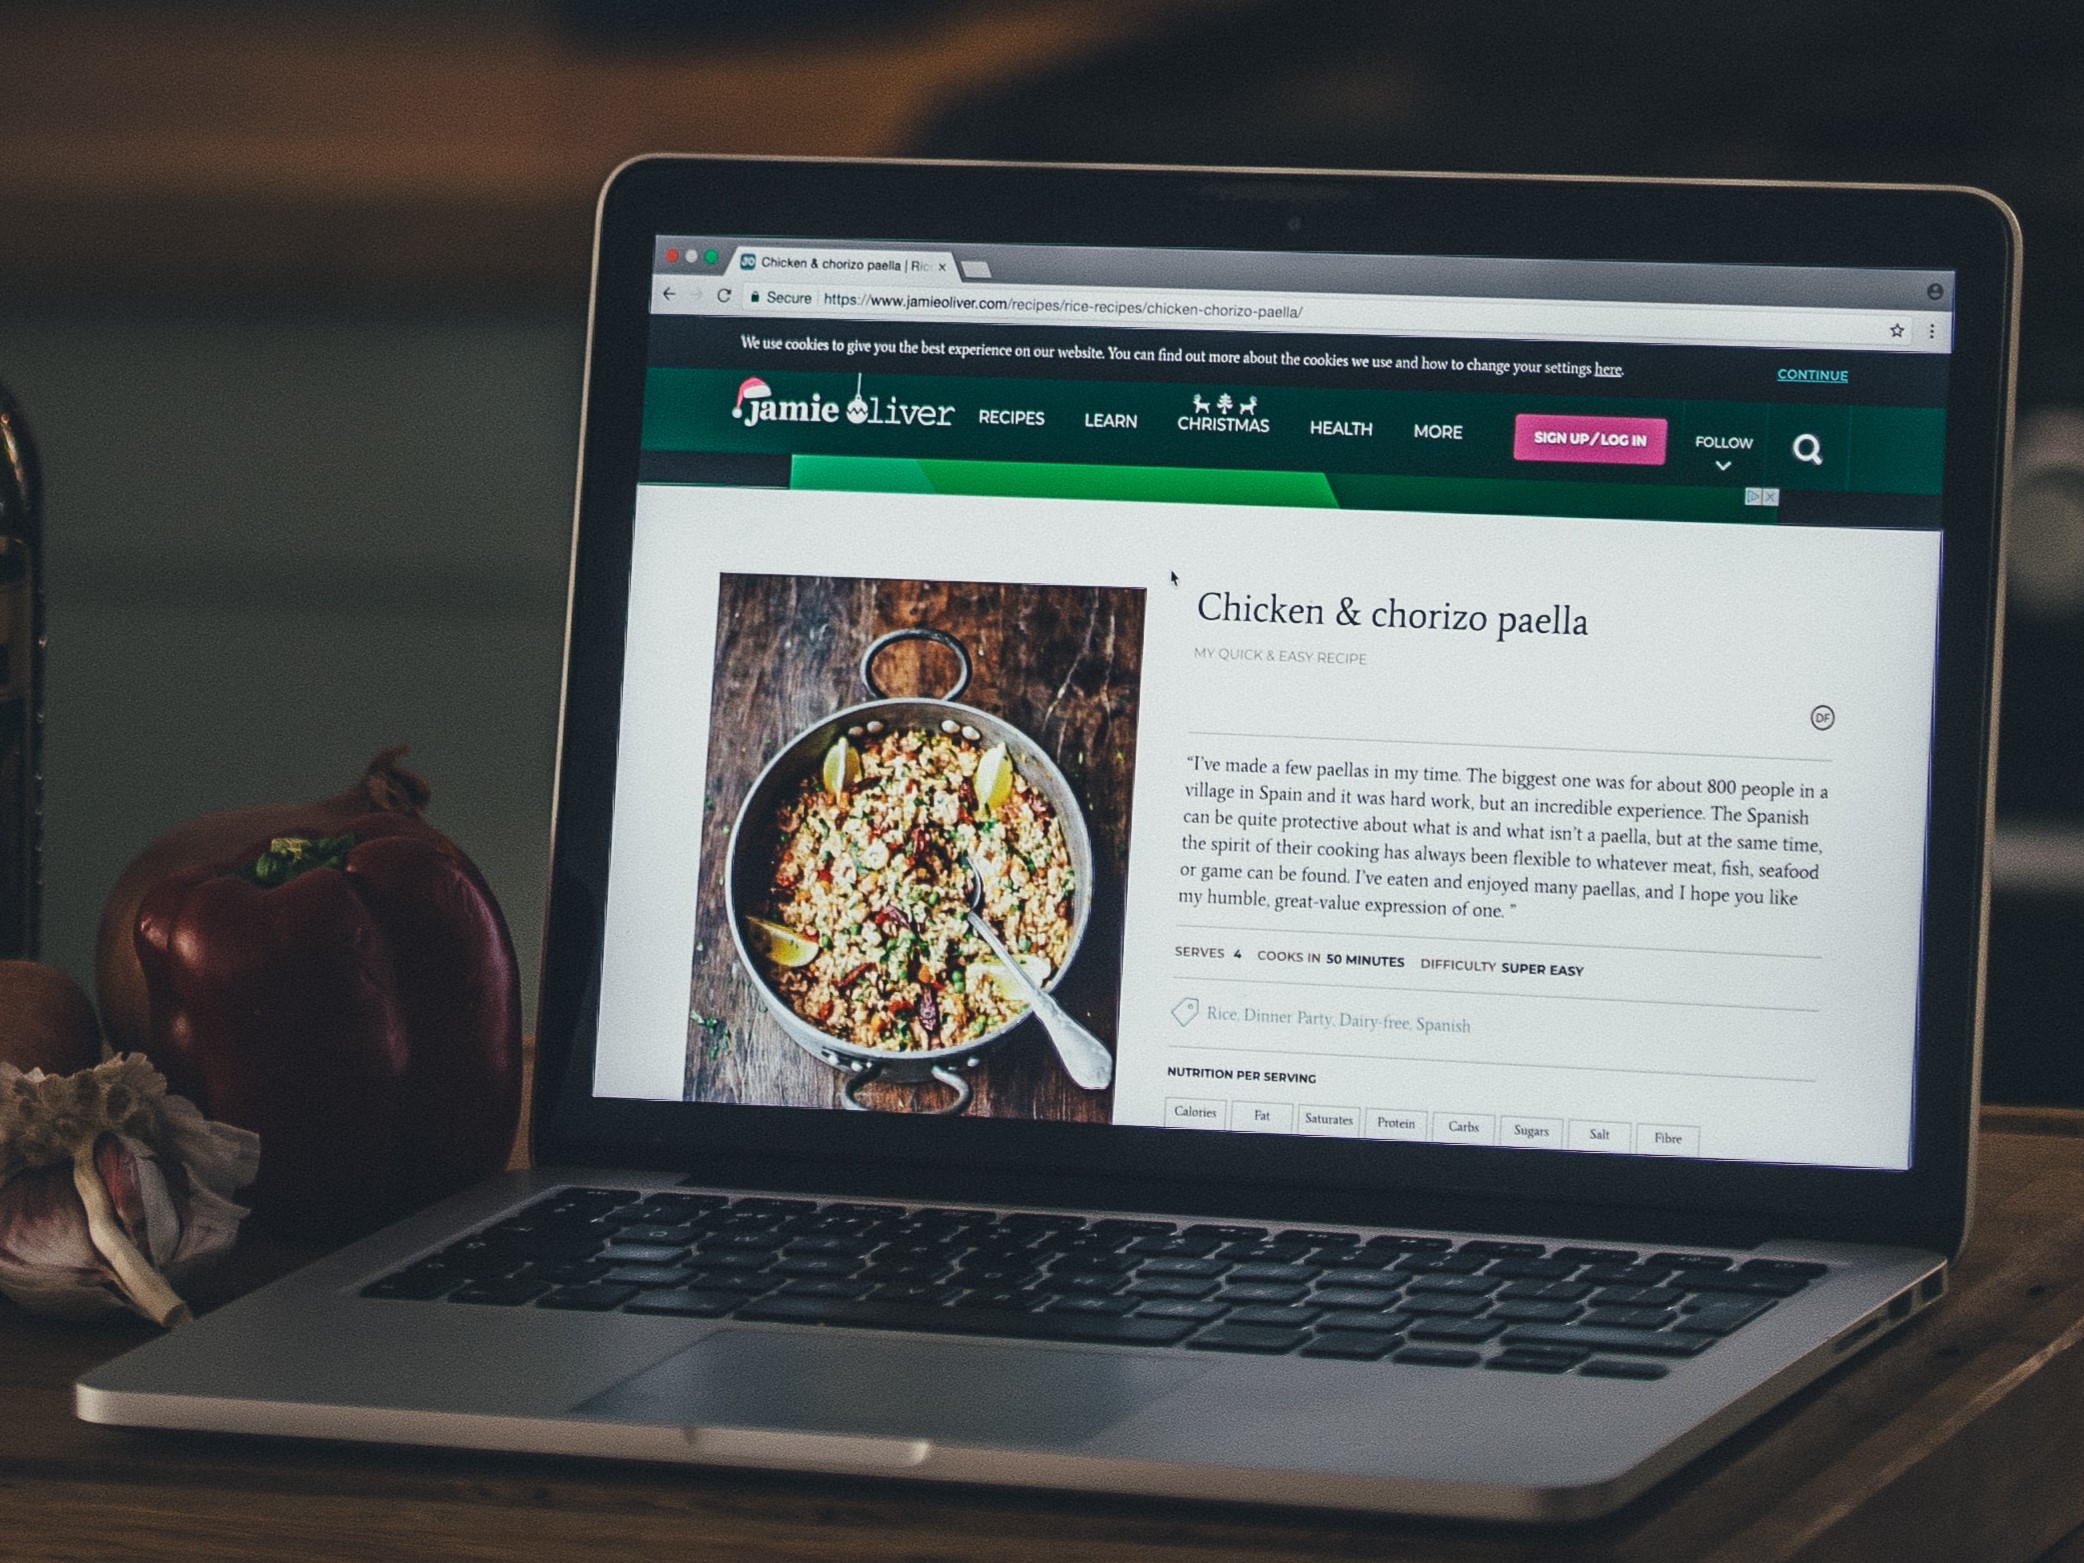 Chicken & chorizo paella | Ric
Secure https://www.jamieoliver.com/recipes/rice-recipes/chicken-chorizo-paella/
We use cookies to give you the best experience on our website. You can find out more about the cookies we use and how to change your settings here.
CONTINUE
jamie oliver
RECIPES
LEARN
CHRISTMAS
HEALTH
MORE
SIGN UP/LOG IN
FOLLOW
Chicken & chorizo paella
MY QUICK & EASY RECIPE
DF
“I've made a few paellas in my time. The biggest one was for about 800 people in a
village in Spain and it was hard work, but an incredible experience. The Spanish
can be quite protective about what is and what isn't a paella, but at the same time,
the spirit of their cooking has always been flexible to whatever meat, fish, seafood
or game can be found. I've eaten and enjoyed many paellas, and I hope you like
my humble, great-value expression of one. ”
SERVES 4 COOKS IN 50 MINUTES DIFFICULTY SUPER EASY
Rice, Dinner Party, Dairy-free, Spanish
NUTRITION PER SERVING
Calories Fat Saturates Protein Carbs Sugars Salt Fibre